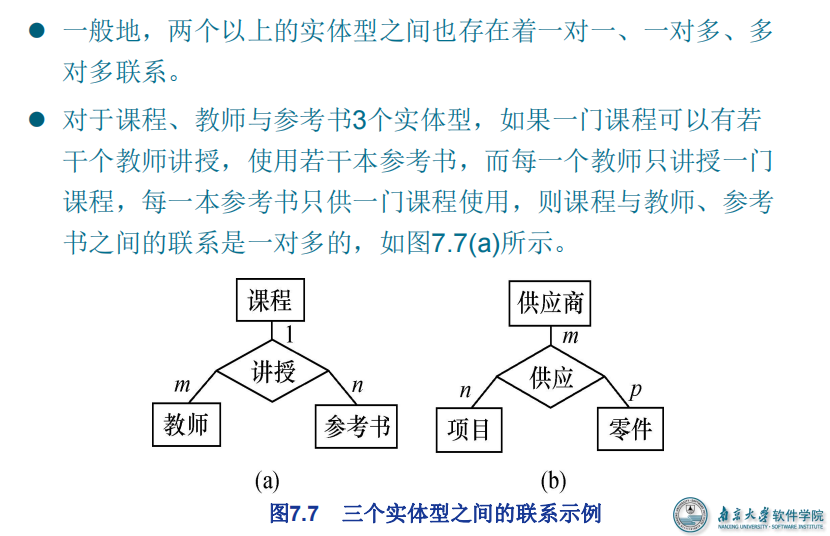 ● 一般地，两个以上的实体型之间也存在着一对一、一对多、多
对多联系。
● 对于课程、教师与参考书3个实体型，如果一门课程可以有若
干个教师讲授，使用若干本参考书，而每一个教师只讲授一门
课程，每一本参考书只供一门课程使用，则课程与教师、参考
书之间的联系是一对多的，如图7.7(a)所示。
课程
1
讲授
m
n
教师
参考书
(a)
供应商
m
供应
n
p
项目
零件
(b)
图7.7 三个实体型之间的联系示例
南京大学软件学院
NANJING UNIVERSITY · SOFTWARE INSTITUTE